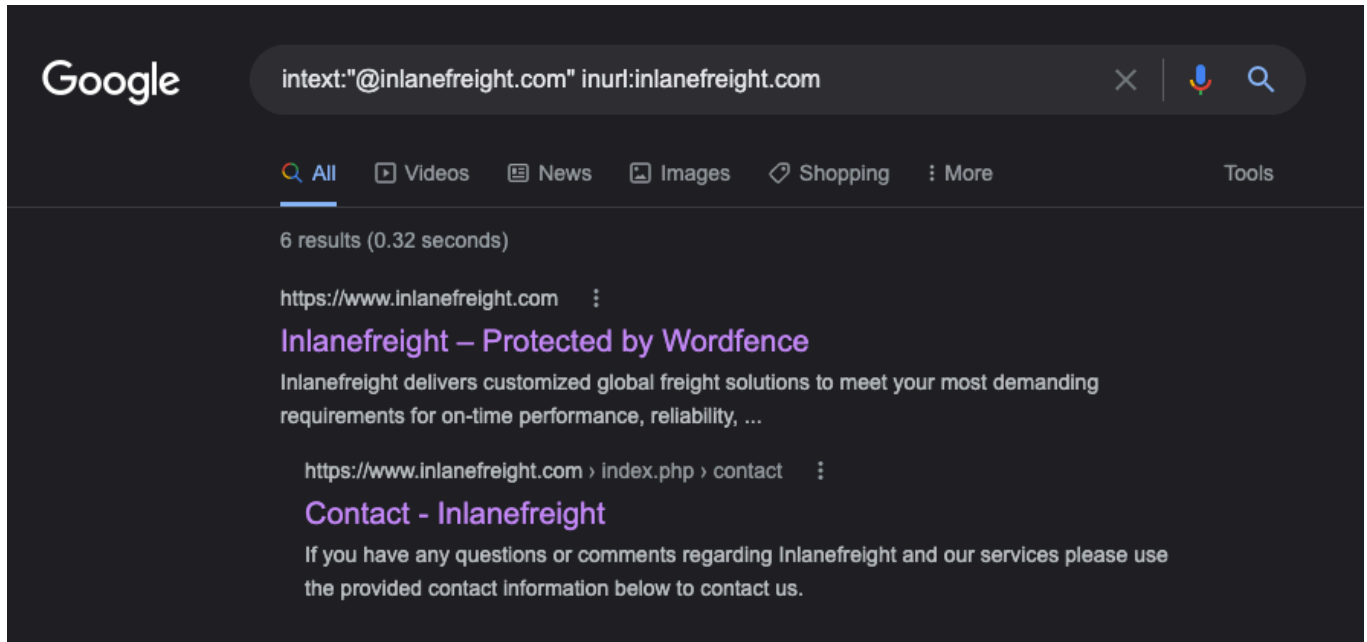 Google
intext:"@inlanefreight.com" inurl:inlanefreight.com
All Videos News Images Shopping More Tools
6 results (0.32 seconds)
https://www.inlanefreight.com
Inlanefreight – Protected by Wordfence
Inlanefreight delivers customized global freight solutions to meet your most demanding
requirements for on-time performance, reliability, ...
https://www.inlanefreight.com › index.php › contact
Contact - Inlanefreight
If you have any questions or comments regarding Inlanefreight and our services please use
the provided contact information below to contact us.